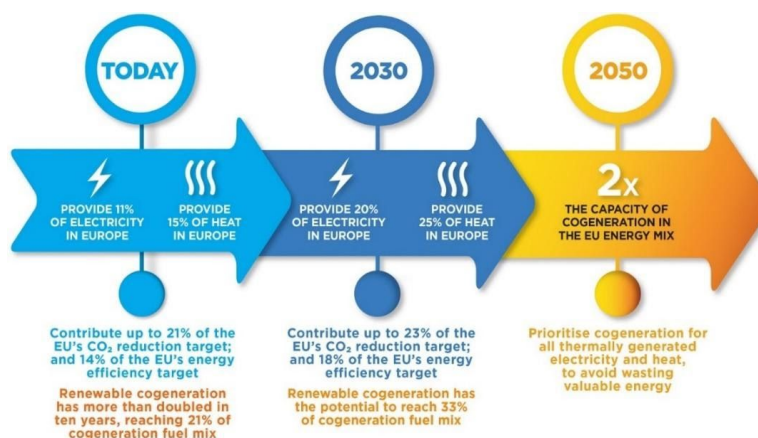 TODAY
2030
2050
PROVIDE 11%
OF ELECTRICITY
IN EUROPE
PROVIDE
15% OF HEAT
IN EUROPE
PROVIDE 20%
OF ELECTRICITY
IN EUROPE
PROVIDE
25% OF HEAT
IN EUROPE
2x
THE CAPACITY OF
COGENERATION IN
THE EU ENERGY MIX
Contribute up to 21% of the
EU's CO₂ reduction target;
and 14% of the EU's energy
efficiency target
Renewable cogeneration
has more than doubled in
ten years, reaching 21% of
cogeneration fuel mix
Contribute up to 23% of the
EU's CO₂ reduction target;
and 18% of the EU's energy
efficiency target
Renewable cogeneration has
the potential to reach 33%
of cogeneration fuel mix
Prioritise cogeneration for
all thermally generated
electricity and heat,
to avoid wasting
valuable energy